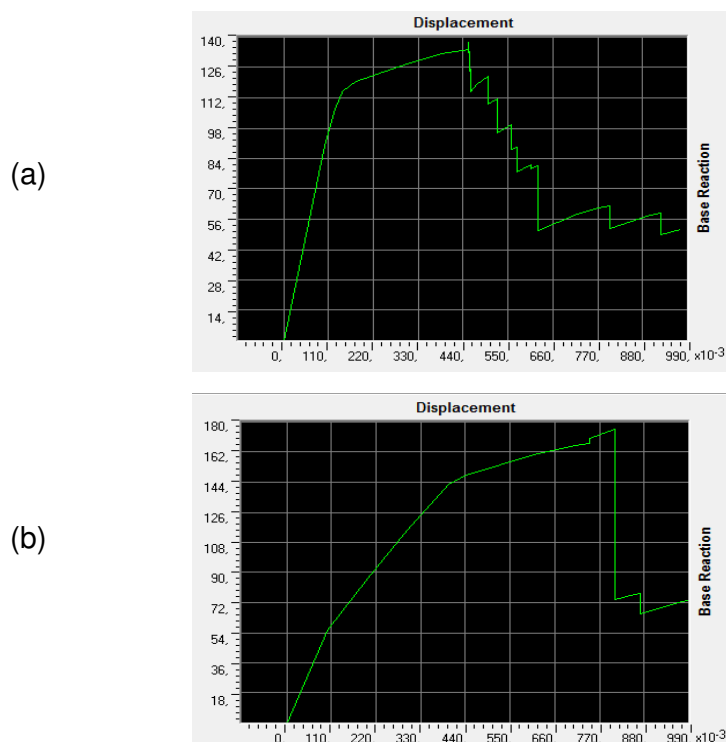 Displacement
140,
126,
112,
98,
84,
70,
56,
42,
28,
14,
(a)
Base Reaction
0, 110, 220, 330, 440, 550, 660, 770, 880, 990, x10-3
Displacement
180,
162,
144,
126,
108,
90,
72,
54,
36,
18,
(b)
Base Reaction
0, 110, 220, 330, 440, 550, 660, 770, 880, 990 x10-3